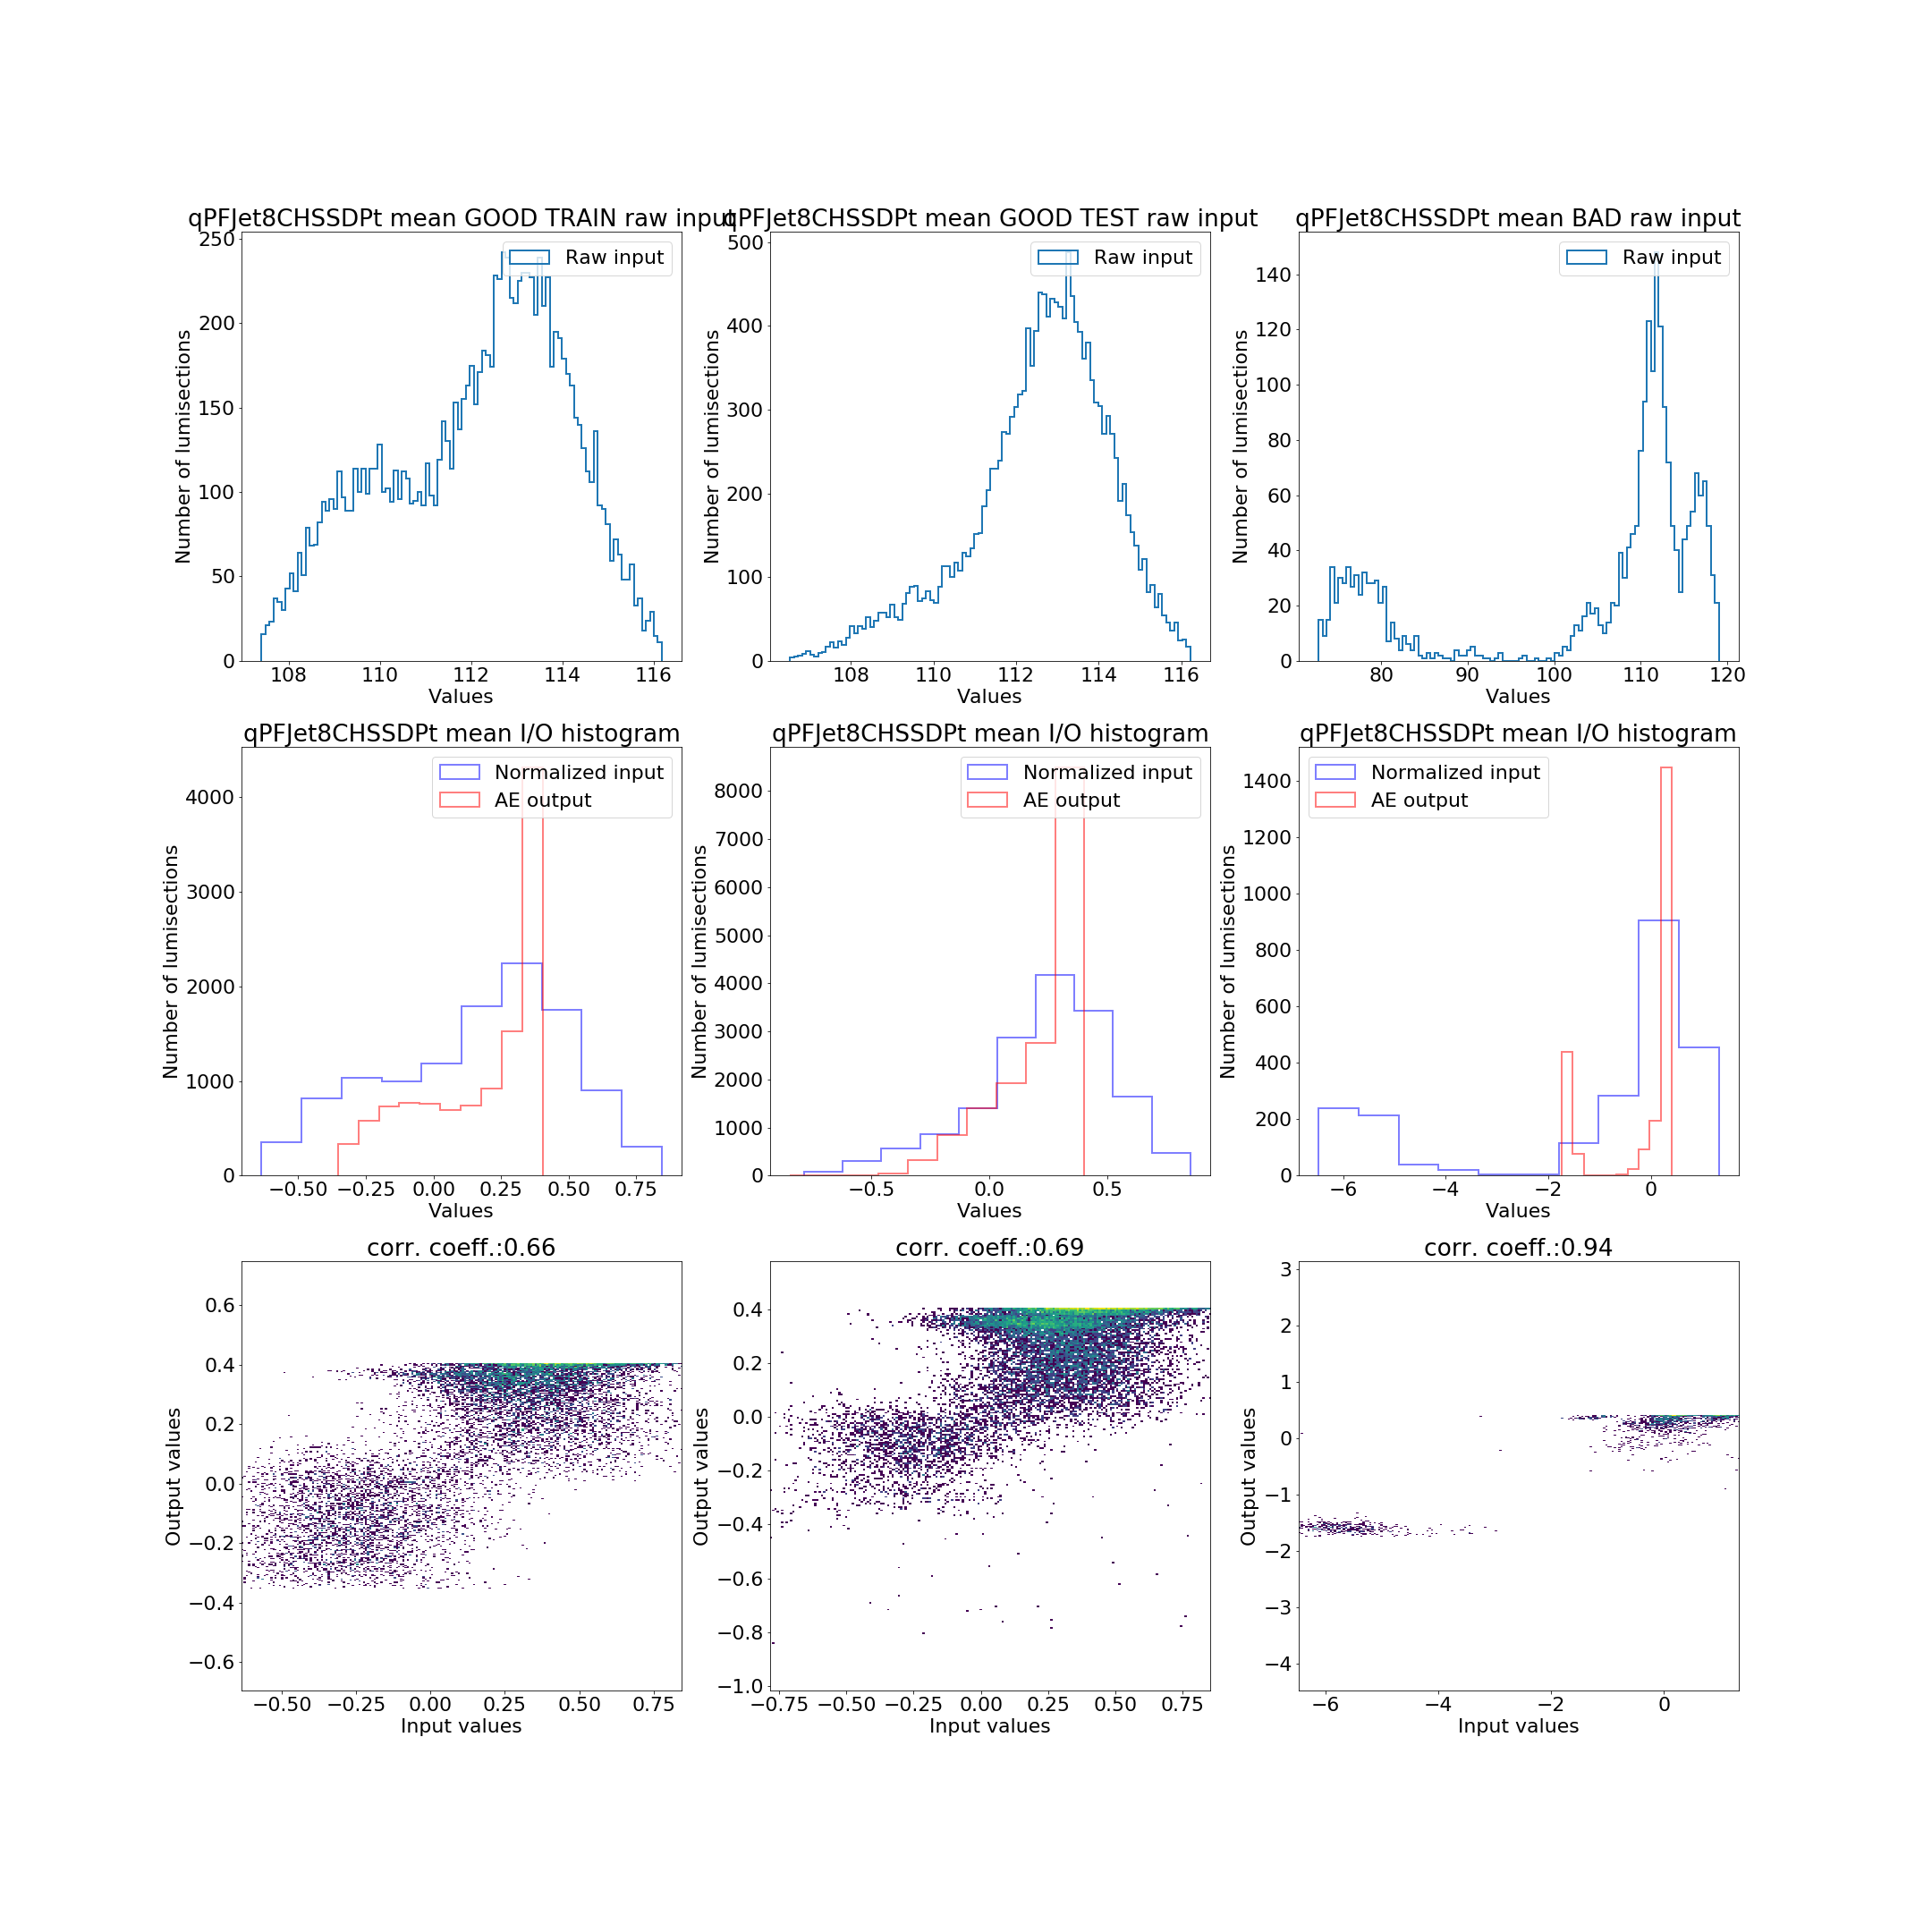 qPFJet8CHSSDPt mean GOOD TRAIN raw input
250
200
150
100
50
0
Number of lumisections
Raw input
108 110 112 114 116
Values
qPFJet8CHSSDPt mean GOOD TEST raw input
500
400
300
200
100
0
Number of lumisections
Raw input
108 110 112 114 116
Values
qPFJet8CHSSDPt mean BAD raw input
140
120
100
80
60
40
20
0
Number of lumisections
Raw input
80 90 100 110 120
Values
qPFJet8CHSSDPt mean I/O histogram
4000
3000
2000
1000
0
Number of lumisections
Normalized input
AE output
−0.50 −0.25 0.00 0.25 0.50 0.75
Values
qPFJet8CHSSDPt mean I/O histogram
8000
7000
6000
5000
4000
3000
2000
1000
0
Number of lumisections
Normalized input
AE output
−0.5 0.0 0.5
Values
qPFJet8CHSSDPt mean I/O histogram
1400
1200
1000
800
600
400
200
0
Number of lumisections
Normalized input
AE output
−6 −4 −2 0
Values
corr. coeff.:0.66
0.6
0.4
0.2
0.0
−0.2
−0.4
−0.6
Output values
−0.50 −0.25 0.00 0.25 0.50 0.75
Input values
corr. coeff.:0.69
0.4
0.2
0.0
−0.2
−0.4
−0.6
−0.8
−1.0
Output values
−0.75 −0.50 −0.25 0.00 0.25 0.50 0.75
Input values
corr. coeff.:0.94
3
2
1
0
−1
−2
−3
−4
Output values
−6 −4 −2 0
Input values